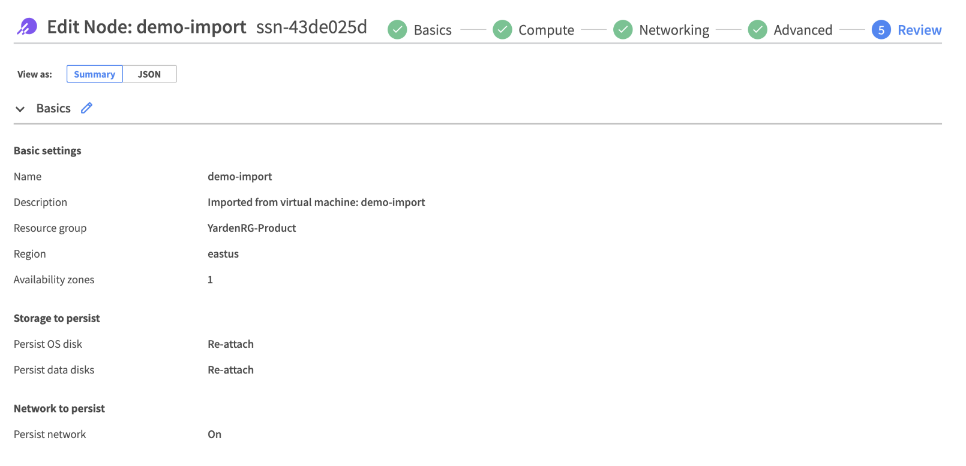 Edit Node: demo-import ssn-43de025d Basics Compute Networking Advanced 5 Review
View as: Summary JSON
Basics
Basic settings
Name demo-import
Description Imported from virtual machine: demo-import
Resource group YardenRG-Product
Region eastus
Availability zones 1
Storage to persist
Persist OS disk Re-attach
Persist data disks Re-attach
Network to persist
Persist network On